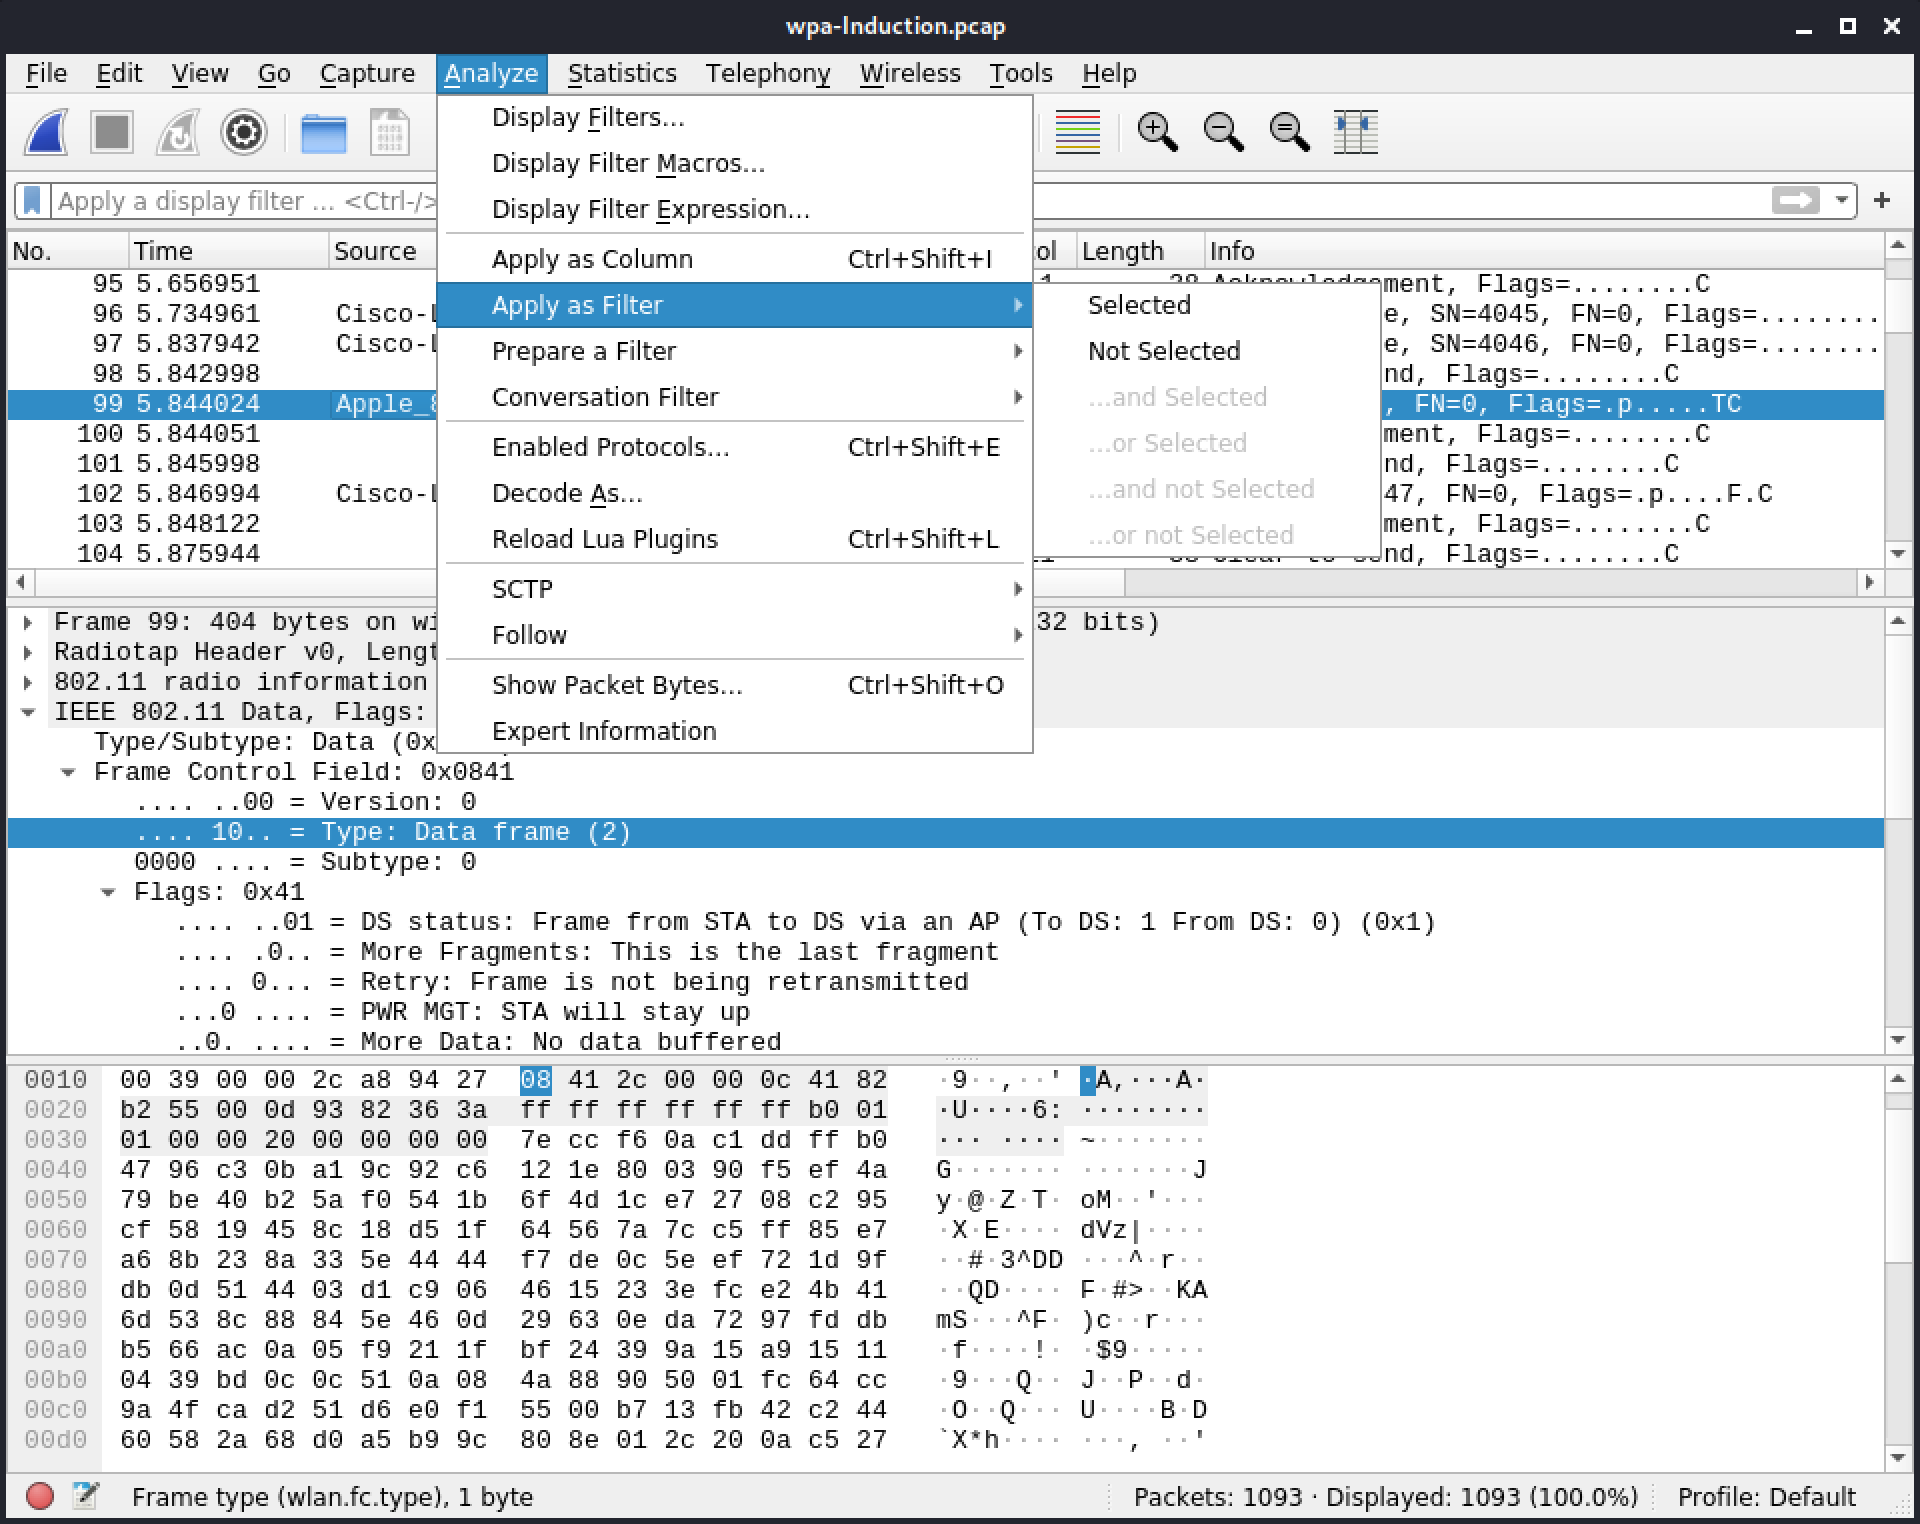 wpa-Induction.pcap
File Edit View Go Capture Analyze Statistics Telephony Wireless Tools Help
Apply a display filter ... <Ctrl-/>
Display Filters...
Display Filter Macros...
Display Filter Expression...
Apply as Column Ctrl+Shift+I
Apply as Filter
Prepare a Filter
Conversation Filter
Enabled Protocols... Ctrl+Shift+E
Decode As...
Reload Lua Plugins Ctrl+Shift+L
SCTP
Follow
Show Packet Bytes... Ctrl+Shift+O
Expert Information
Selected
Not Selected
...and Selected
...or Selected
...and not Selected
...or not Selected
No. Time Source Length Info
95 5.656951 Flags=........C
96 5.734961 Cisco-L e, SN=4045, FN=0, Flags=........
97 5.837942 Cisco-L e, SN=4046, FN=0, Flags=........
98 5.842998 nd, Flags=........C
99 5.844024 Apple_8 , FN=0, Flags=.p.....TC
100 5.844051 ment, Flags=........C
101 5.845998 nd, Flags=........C
102 5.846994 Cisco-L 47, FN=0, Flags=.p....F.C
103 5.848122 ment, Flags=........C
104 5.875944 Flags=........C
Frame 99: 404 bytes on wi 32 bits)
Radiotap Header v0, Lengt
802.11 radio information
IEEE 802.11 Data, Flags:
Type/Subtype: Data (0x
Frame Control Field: 0x0841
.... ..00 = Version: 0
.... 10.. = Type: Data frame (2)
0000 .... = Subtype: 0
Flags: 0x41
.... ..01 = DS status: Frame from STA to DS via an AP (To DS: 1 From DS: 0) (0x1)
.... .0.. = More Fragments: This is the last fragment
.... 0... = Retry: Frame is not being retransmitted
...0 .... = PWR MGT: STA will stay up
..0. .... = More Data: No data buffered
0010 00 39 00 00 2c a8 94 27 08 41 2c 00 00 0c 41 82 ·9··,··' ·A,···A·
0020 b2 55 00 0d 93 82 36 3a ff ff ff ff ff ff b0 01 ·U····6: ········
0030 01 00 00 20 00 00 00 00 7e cc f6 0a c1 dd ff b0 ··· ···· ~·······
0040 47 96 c3 0b a1 9c 92 c6 12 1e 80 03 90 f5 ef 4a G······· ·······J
0050 79 be 40 b2 5a f0 54 1b 6f 4d 1c e7 27 08 c2 95 y·@·Z·T· oM··'···
0060 cf 58 19 45 8c 18 d5 1f 64 56 7a 7c c5 ff 85 e7 ·X·E···· dVz|····
0070 a6 8b 23 8a 33 5e 44 44 f7 de 0c 5e ef 72 1d 9f ··#·3^DD ···^·r··
0080 db 0d 51 44 03 d1 c9 06 46 15 23 3e fc e2 4b 41 ··QD···· F·#>··KA
0090 6d 53 8c 88 84 5e 46 0d 29 63 0e da 72 97 fd db mS···^F· )c··r···
00a0 b5 66 ac 0a 05 f9 21 1f bf 24 39 9a 15 a9 15 11 ·f····!· ·$9·····
00b0 04 39 bd 0c 0c 51 0a 08 4a 88 90 50 01 fc 64 cc ·9···Q·· J··P··d·
00c0 9a 4f ca d2 51 d6 e0 f1 55 00 b7 13 fb 42 c2 44 ·O··Q··· U····B·D
00d0 60 58 2a 68 d0 a5 b9 9c 80 8e 01 2c 20 0a c5 27 `X*h···· ···, ··'
Frame type (wlan.fc.type), 1 byte Packets: 1093 · Displayed: 1093 (100.0%) Profile: Default